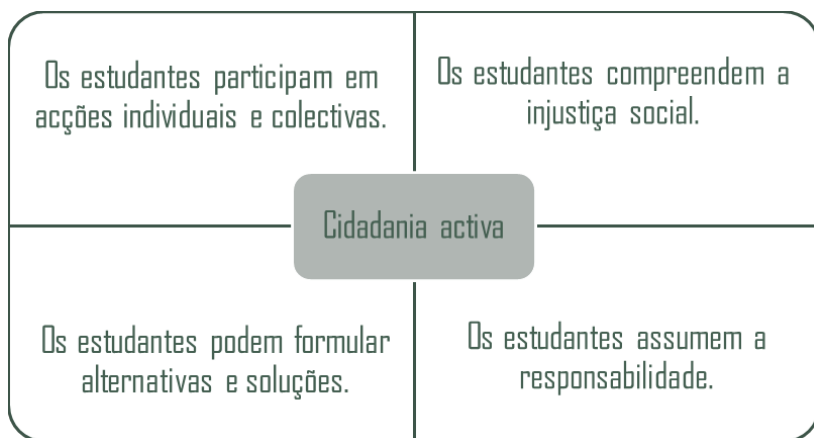 Os estudantes participam em
acções individuais e colectivas.
Os estudantes compreendem a
injustiça social.
Cidadania activa
Os estudantes podem formular
alternativas e soluções.
Os estudantes assumem a
responsabilidade.